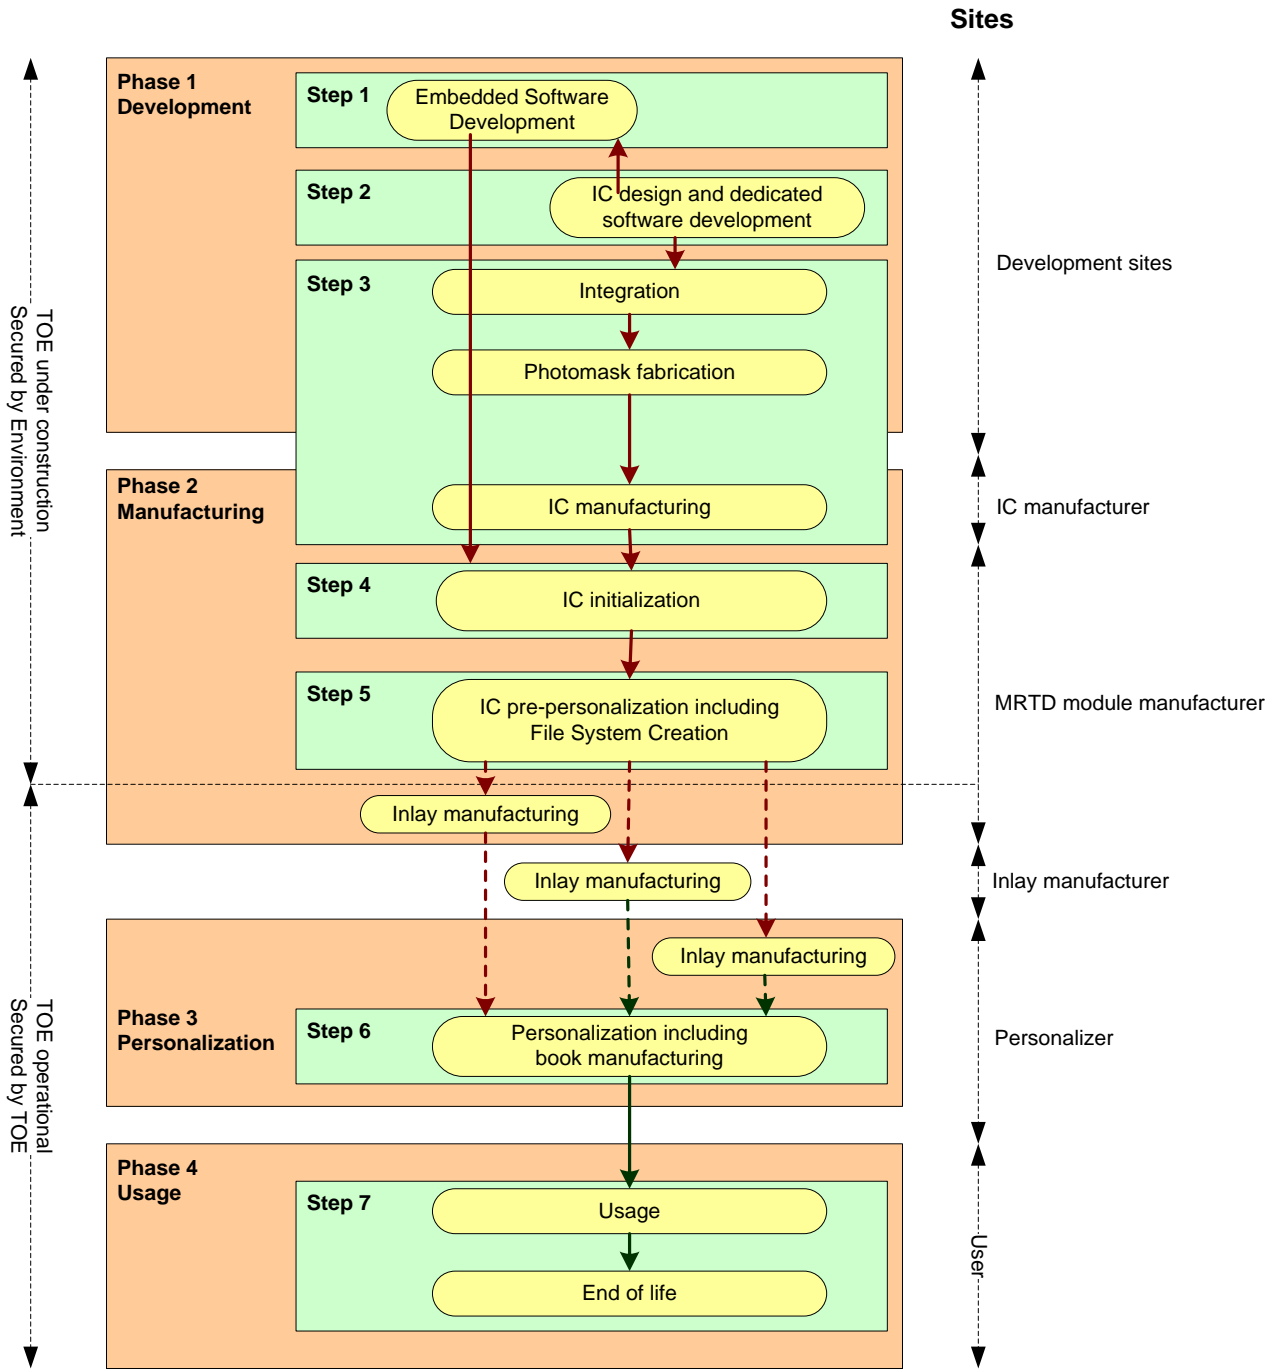 Sites
Phase 1
Development
Step 1
Embedded Software
Development
Step 2
IC design and dedicated
software development
Step 3
Integration
Development sites
Photomask fabrication
TOE under construction
Secured by Environment
Phase 2
Manufacturing
IC manufacturing
IC manufacturer
Step 4
IC initialization
Step 5
IC pre-personalization including
File System Creation
MRTD module manufacturer
Inlay manufacturing
Inlay manufacturing
Inlay manufacturer
Inlay manufacturing
Phase 3
Personalization
Step 6
Personalization including
book manufacturing
Personalizer
TOE operational
Secured by TOE
Phase 4
Usage
Step 7
Usage
User
End of life